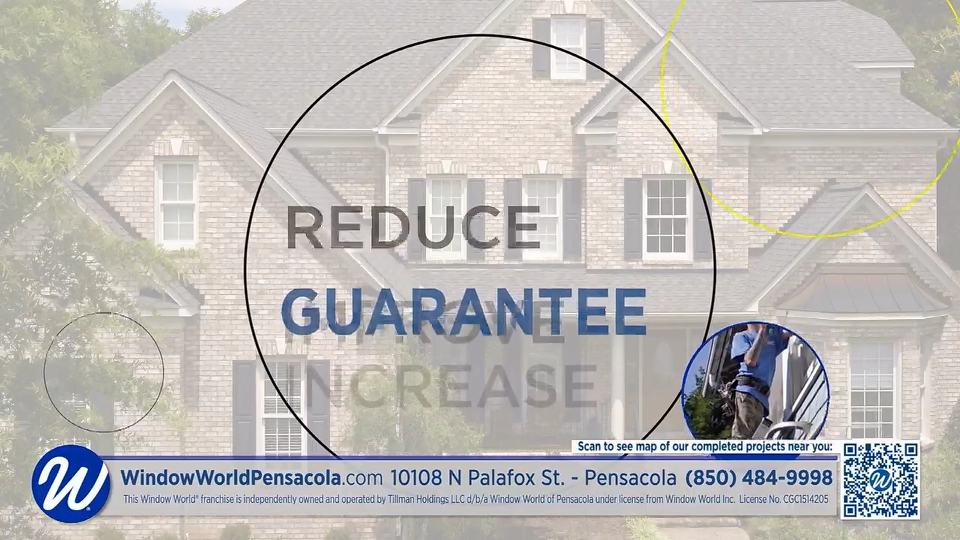 REDUCE
GUARANTEE
IMPROVE
INCREASE
Scan to see map of our completed projects near you:
W WindowWorldPensacola.com 10108 N Palafox St. - Pensacola (850) 484-9998
This Window World® franchise is independently owned and operated by Tillman Holdings LLC d/b/a Window World of Pensacola under license from Window World Inc. License No. CGC1514205